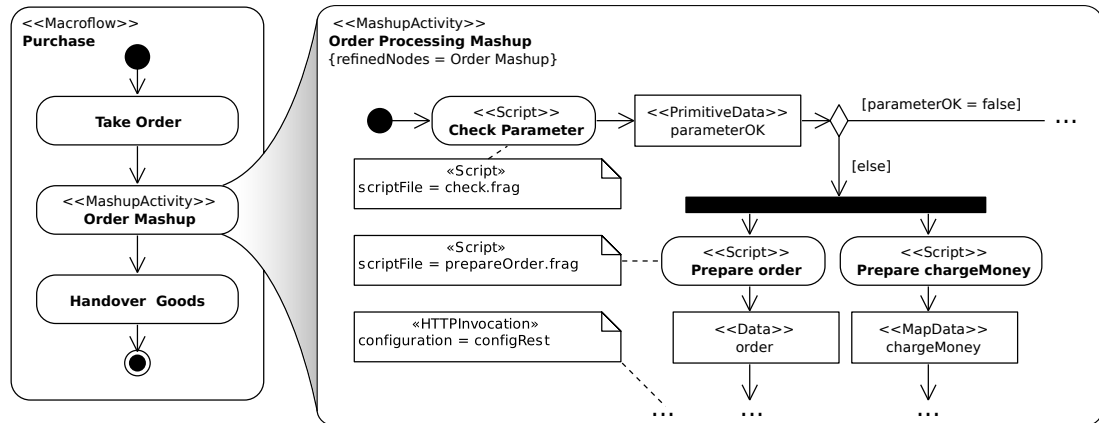 <<Macroflow>>
Purchase
Take Order
<<MashupActivity>>
Order Mashup
Handover  Goods
<<MashupActivity>>
Order Processing Mashup
{refinedNodes = Order Mashup}
<<Script>>
Check Parameter
<<PrimitiveData>>
parameterOK
[parameterOK = false]
...
[else]
«Script»
scriptFile = check.frag
«Script»
scriptFile = prepareOrder.frag
<<Script>>
Prepare order
<<Script>>
Prepare chargeMoney
«HTTPInvocation»
configuration = configRest
<<Data>>
order
<<MapData>>
chargeMoney
...
...
...